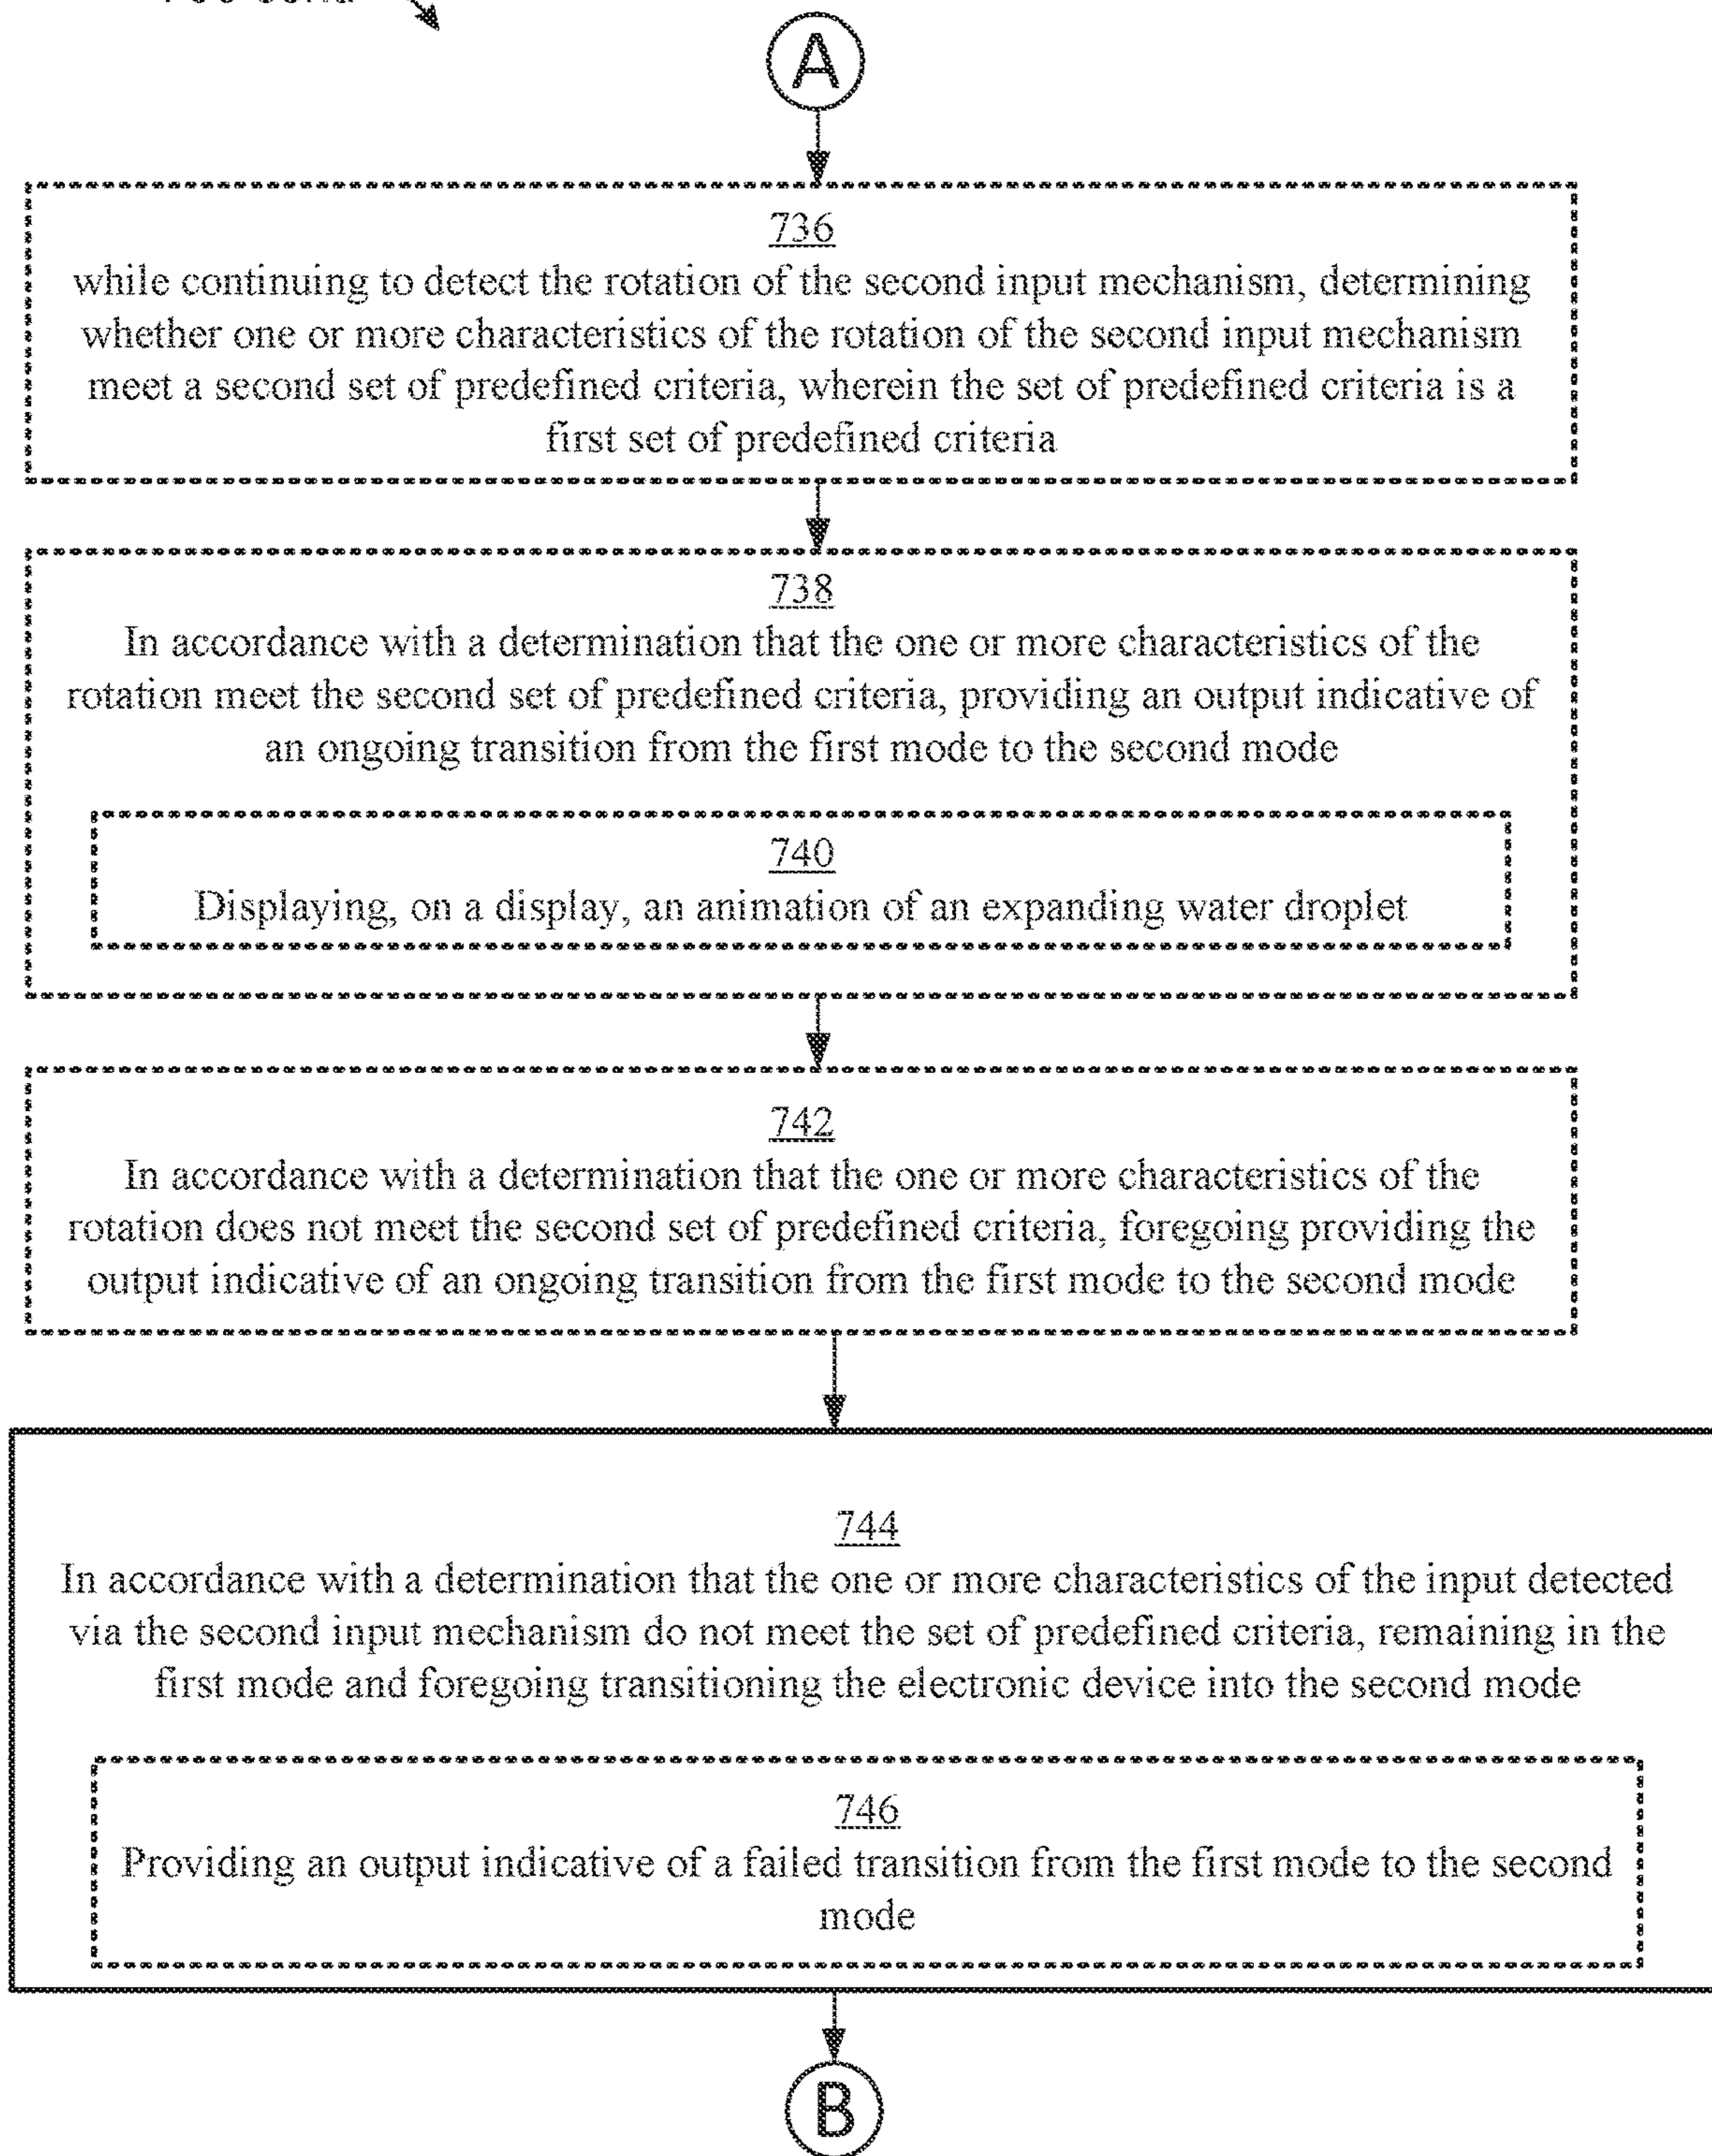 A
736
while continuing to detect the rotation of the second input mechanism, determining
whether one or more characteristics of the rotation of the second input mechanism
meet a second set of predefined criteria, wherein the set of predefined criteria is a
first set of predefined criteria
738
In accordance with a determination that the one or more characteristics of the
rotation meet the second set of predefined criteria, providing an output indicative of
an ongoing transition from the first mode to the second mode
740
Displaying, on a display, an animation of an expanding water droplet
742
In accordance with a determination that the one or more characteristics of the
rotation does not meet the second set of predefined criteria, foregoing providing the
output indicative of an ongoing transition from the first mode to the second mode
744
In accordance with a determination that the one or more characteristics of the input detected
via the second input mechanism do not meet the set of predefined criteria, remaining in the
first mode and foregoing transitioning the electronic device into the second mode
746
Providing an output indicative of a failed transition from the first mode to the second
mode
B